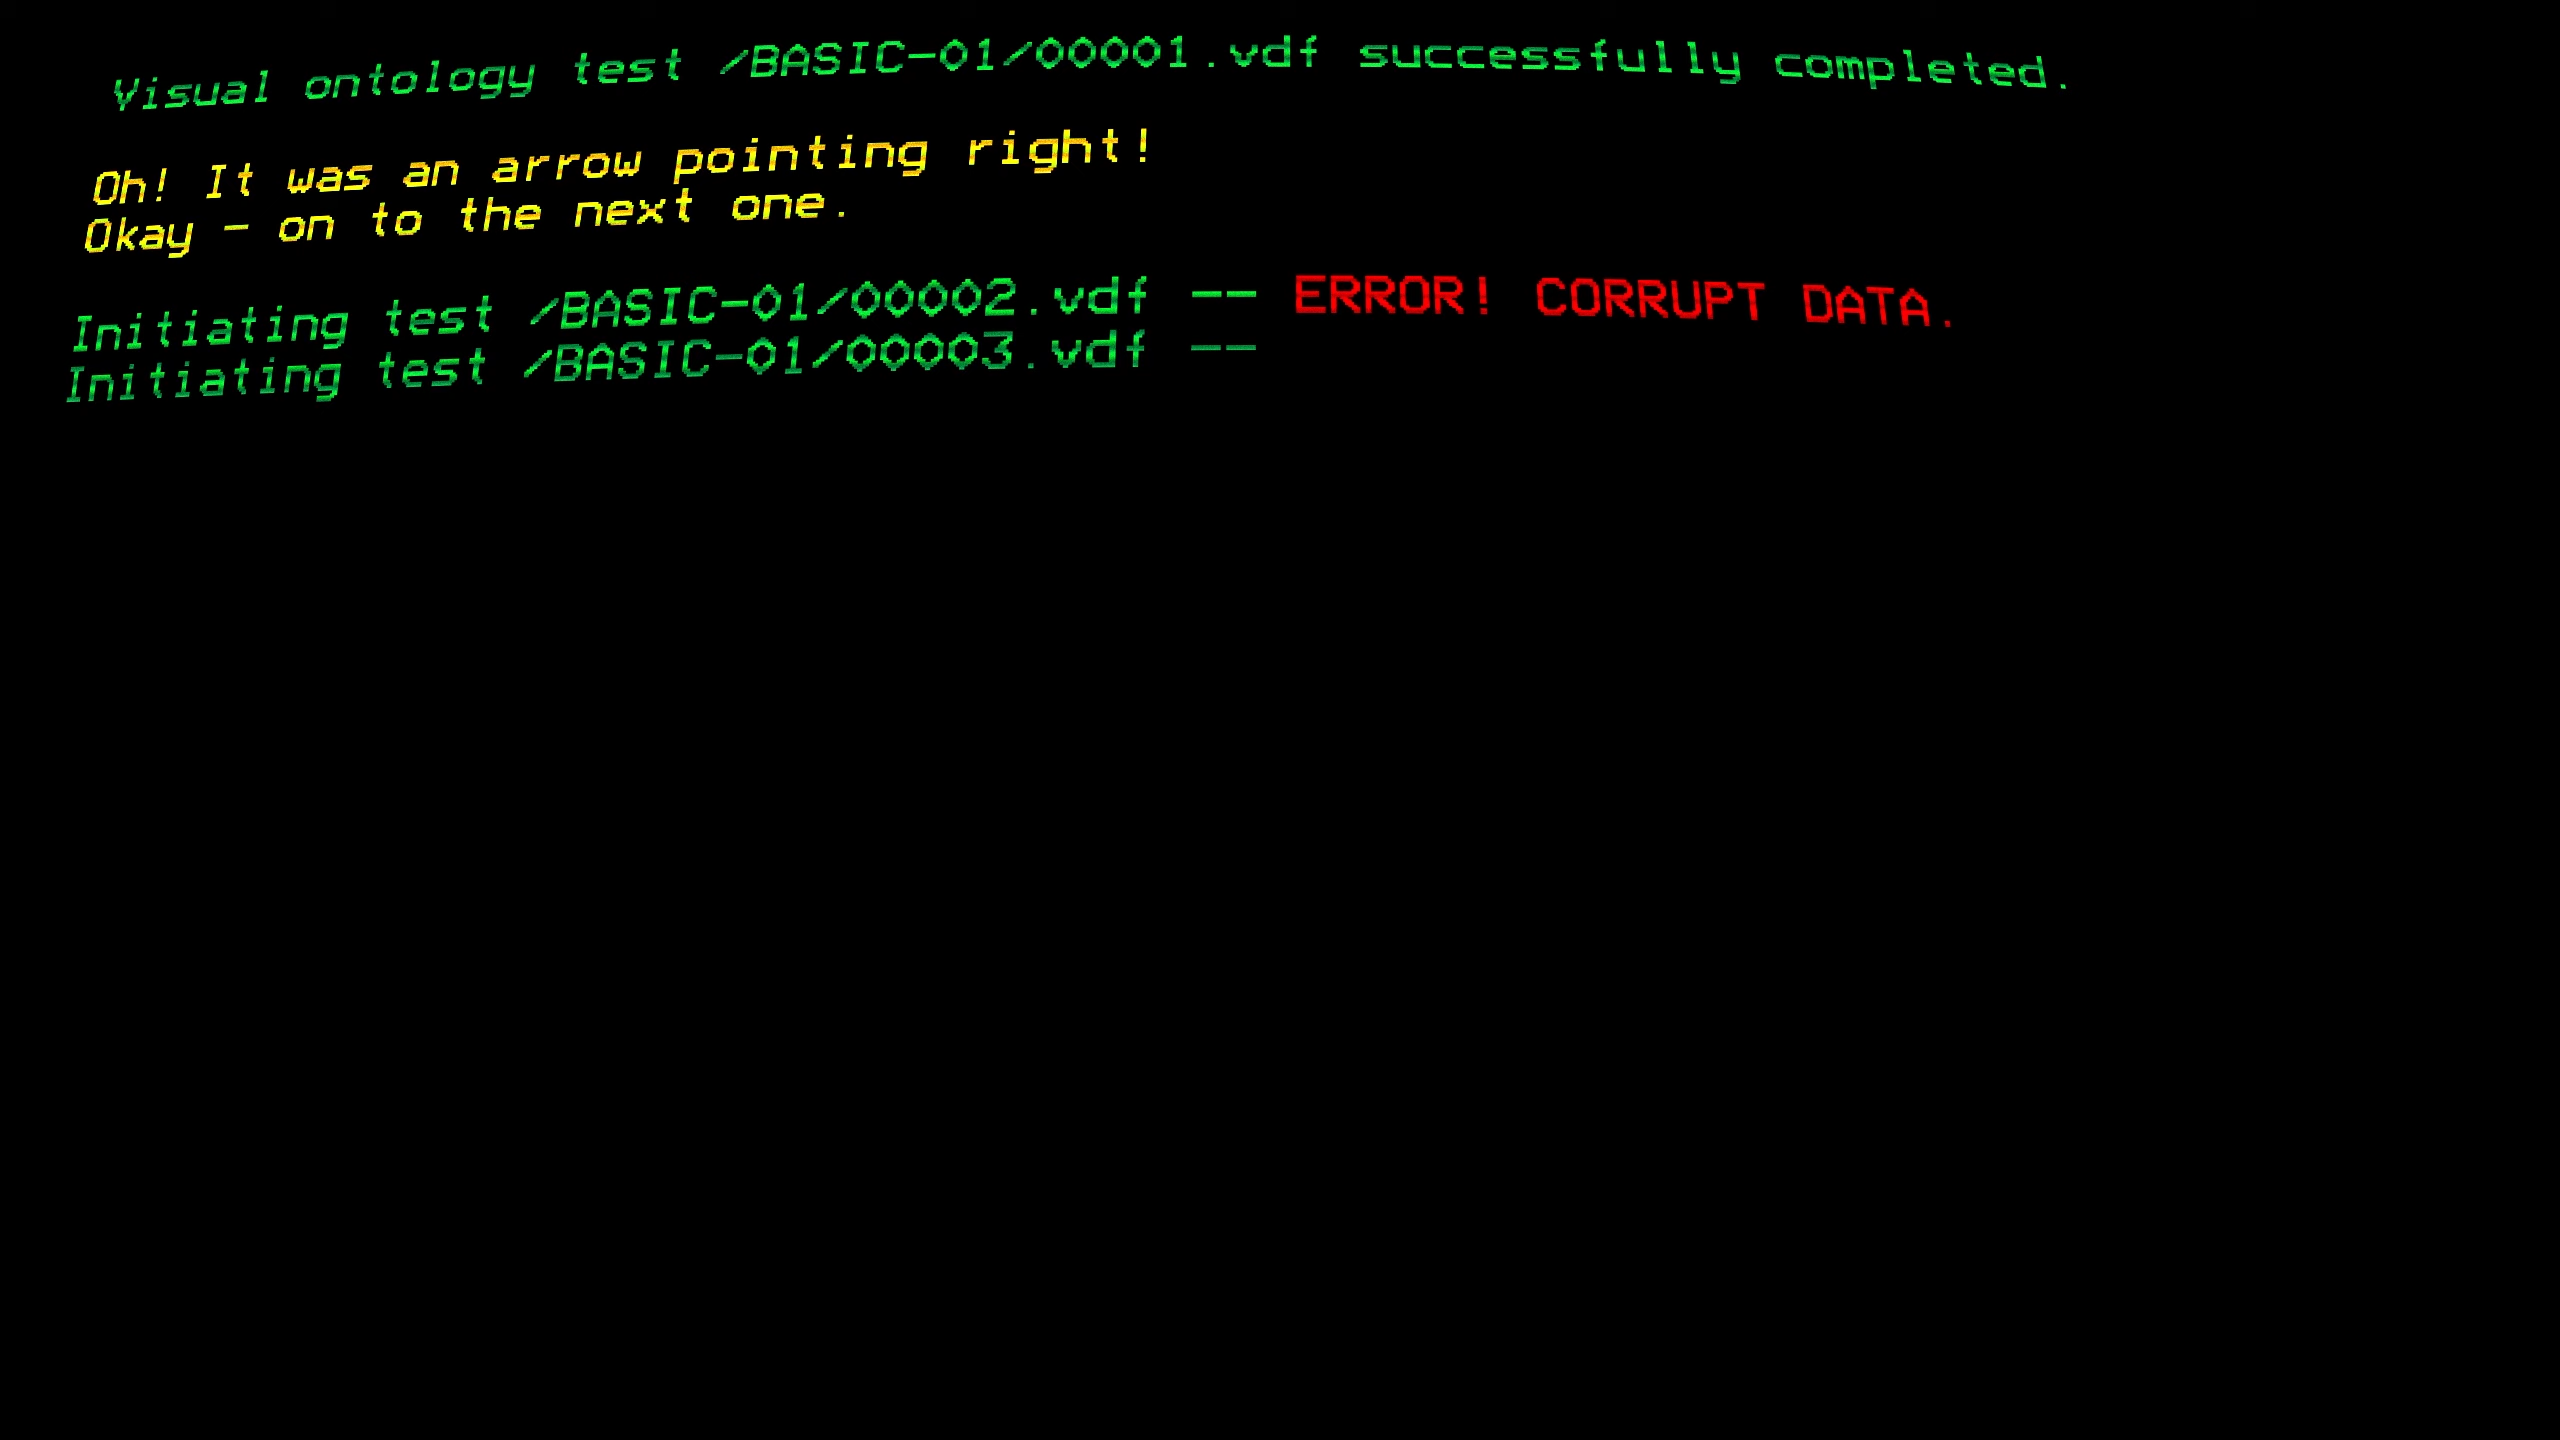 Visual ontology test /BASIC-01/00001.vdf successfully completed.
Oh! It was an arrow pointing right!
Okay - on to the next one.
Initiating test /BASIC-01/00002.vdf -- ERROR! CORRUPT DATA.
Initiating test /BASIC-01/00003.vdf --